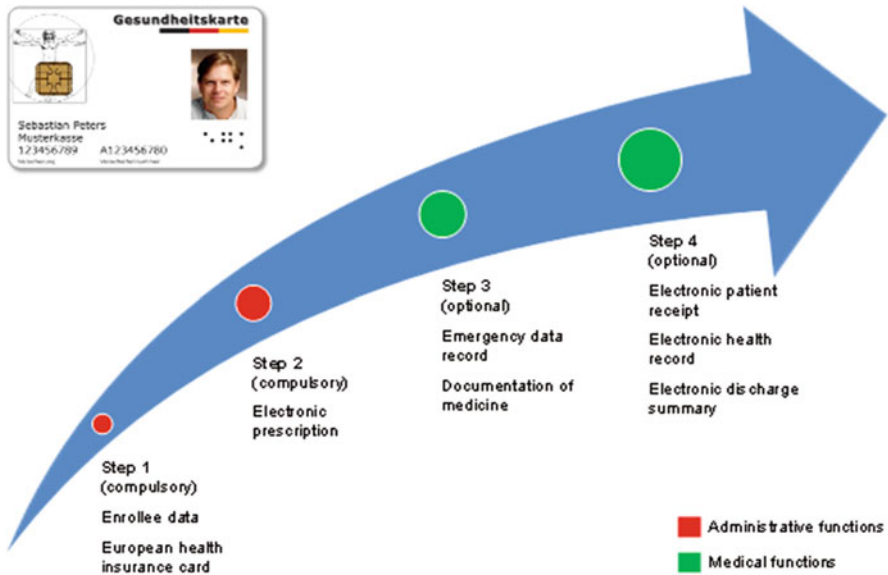 Gesundheitskarte
Sebastian Peters
Musterkasse
123456789 A123456780
Step 1
(compulsory)
Enrollee data
European health
insurance card
Step 2
(compulsory)
Electronic
prescription
Step 3
(optional)
Emergency data
record
Documentation of
medicine
Step 4
(optional)
Electronic patient
receipt
Electronic health
record
Electronic discharge
summary
Administrative functions
Medical functions